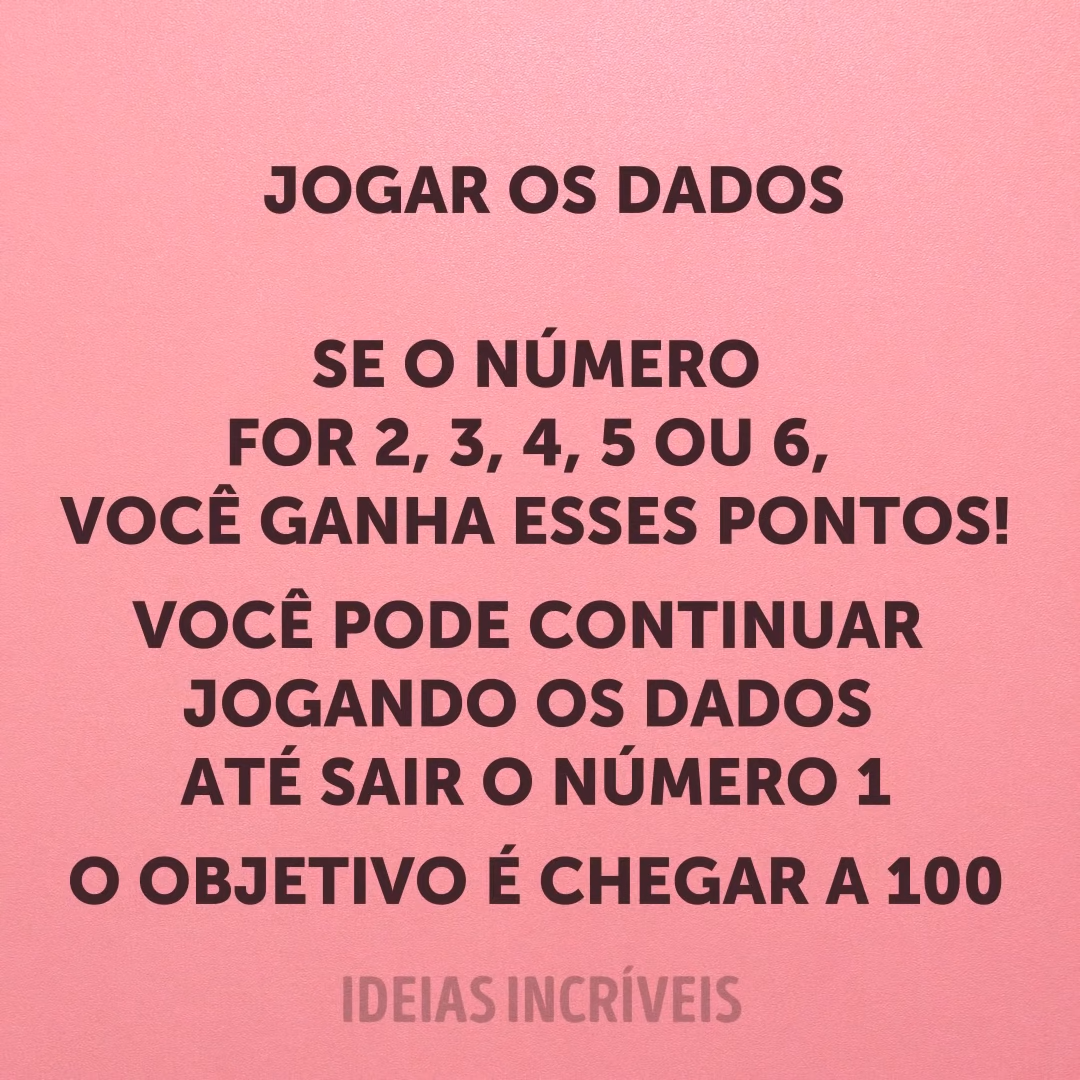 JOGAR OS DADOS
SE O NÚMERO
FOR 2, 3, 4, 5 OU 6,
VOCÊ GANHA ESSES PONTOS!
VOCÊ PODE CONTINUAR
JOGANDO OS DADOS
ATÉ SAIR O NÚMERO 1
O OBJETIVO É CHEGAR A 100
IDEIAS INCRÍVEIS